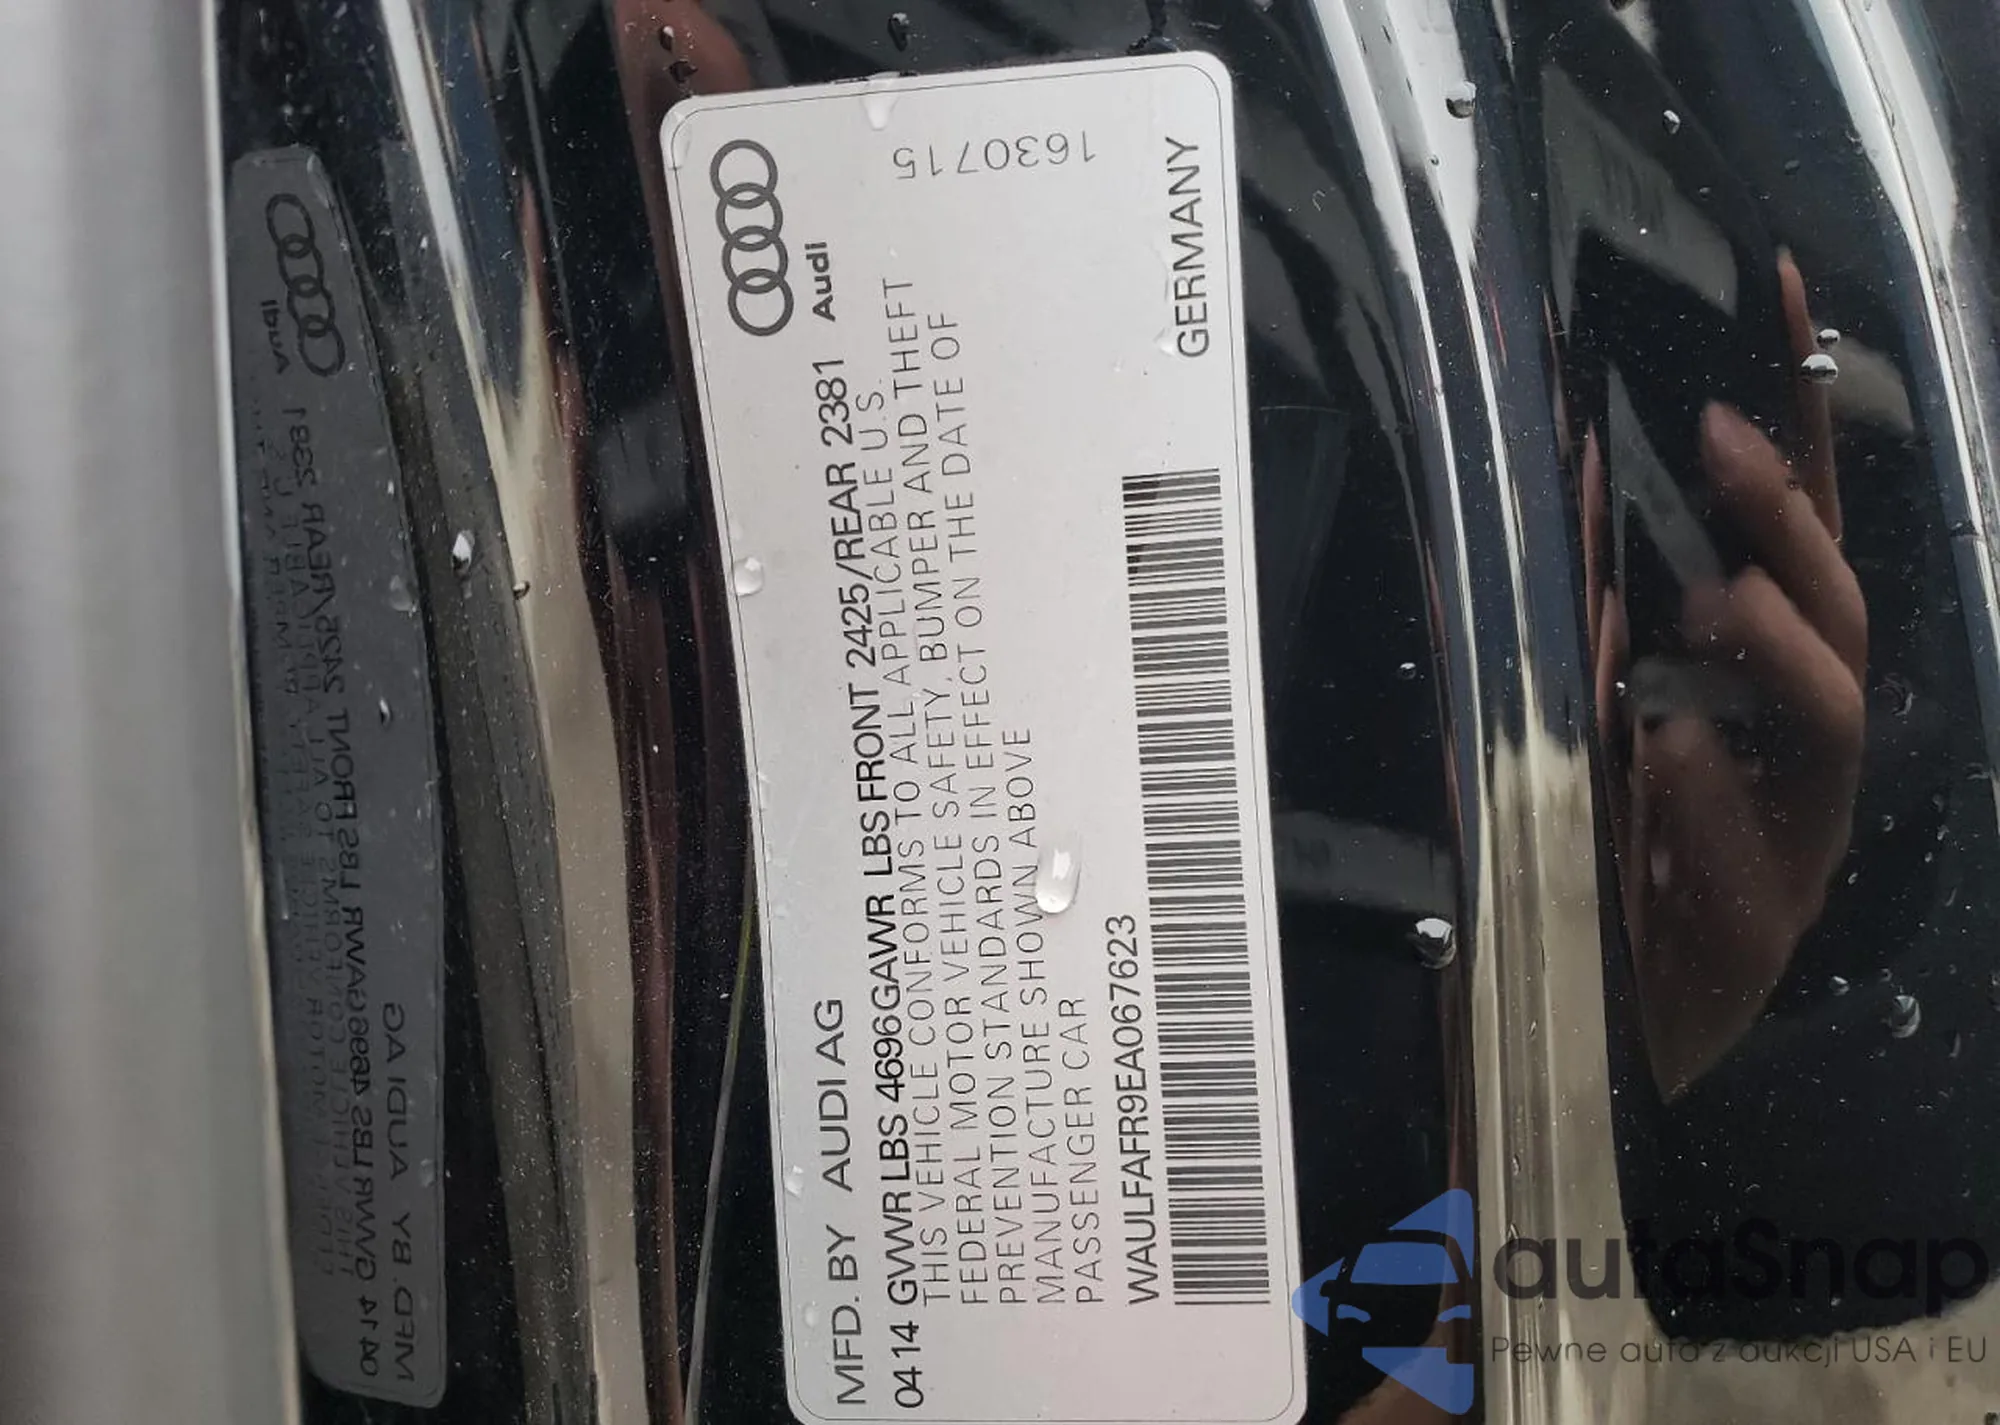 MFD. BY AUDI AG
0414 GVWR LBS 4696 GAWR LBS FRONT 2425/REAR 2381
THIS VEHICLE CONFORMS TO ALL APPLICABLE U.S.
FEDERAL MOTOR VEHICLE SAFETY, BUMPER AND THEFT
PREVENTION STANDARDS IN EFFECT ON THE DATE OF
MANUFACTURE SHOWN ABOVE
PASSENGER CAR
WAULFAFR9EA067623
Audi
1630715
GERMANY
autaSnap
Pewne auta z aukcji USA i EU